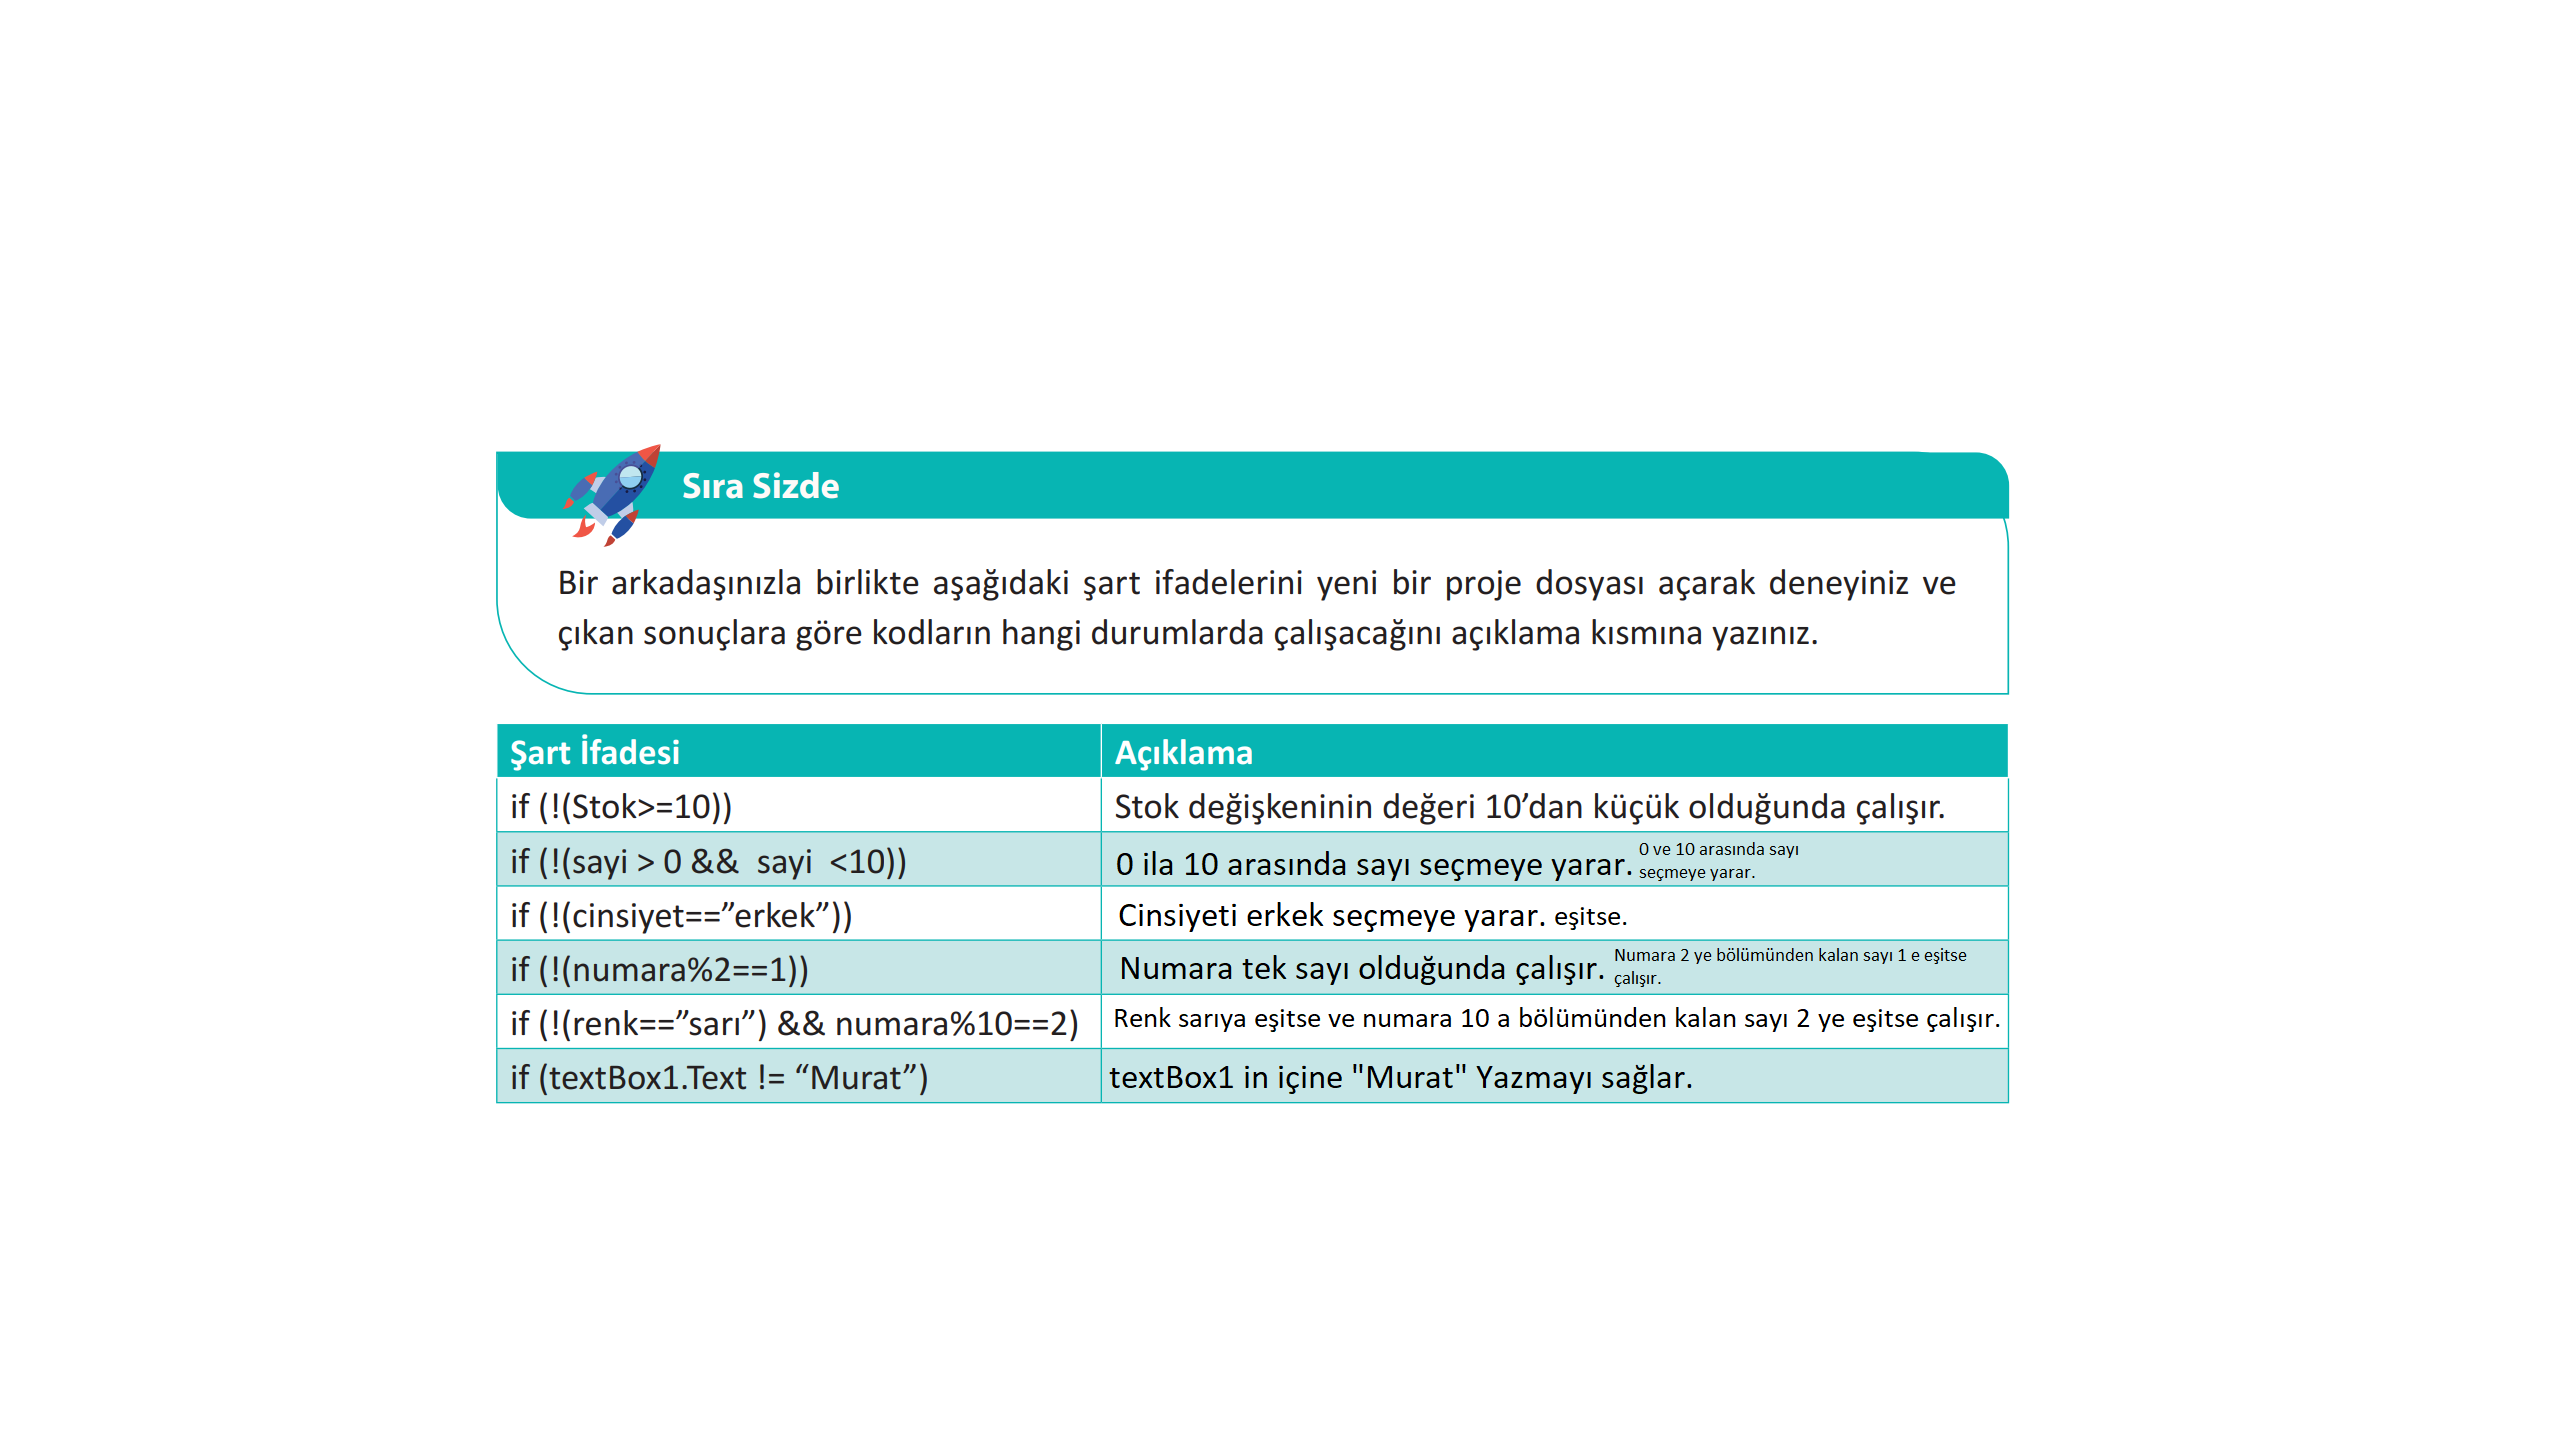 Sıra Sizde
Bir arkadaşınızla birlikte aşağıdaki şart ifadelerini yeni bir proje dosyası açarak deneyiniz ve
çıkan sonuçlara göre kodların hangi durumlarda çalışacağını açıklama kısmına yazınız.
Şart İfadesi
Açıklama
if (!(Stok>=10))
Stok değişkeninin değeri 10’dan küçük olduğunda çalışır.
if (!(sayi > 0 && sayi <10))
0 ila 10 arasında sayı seçmeye yarar.
0 ve 10 arasında sayı
seçmeye yarar.
if (!(cinsiyet==”erkek”))
Cinsiyeti erkek seçmeye yarar. eşitse.
if (!(numara%2==1))
Numara tek sayı olduğunda çalışır.
Numara 2 ye bölümünden kalan sayı 1 e eşitse
çalışır.
if (!(renk==”sarı”) && numara%10==2)
Renk sarıya eşitse ve numara 10 a bölümünden kalan sayı 2 ye eşitse çalışır.
if (textBox1.Text != “Murat”)
textBox1 in içine "Murat" Yazmayı sağlar.